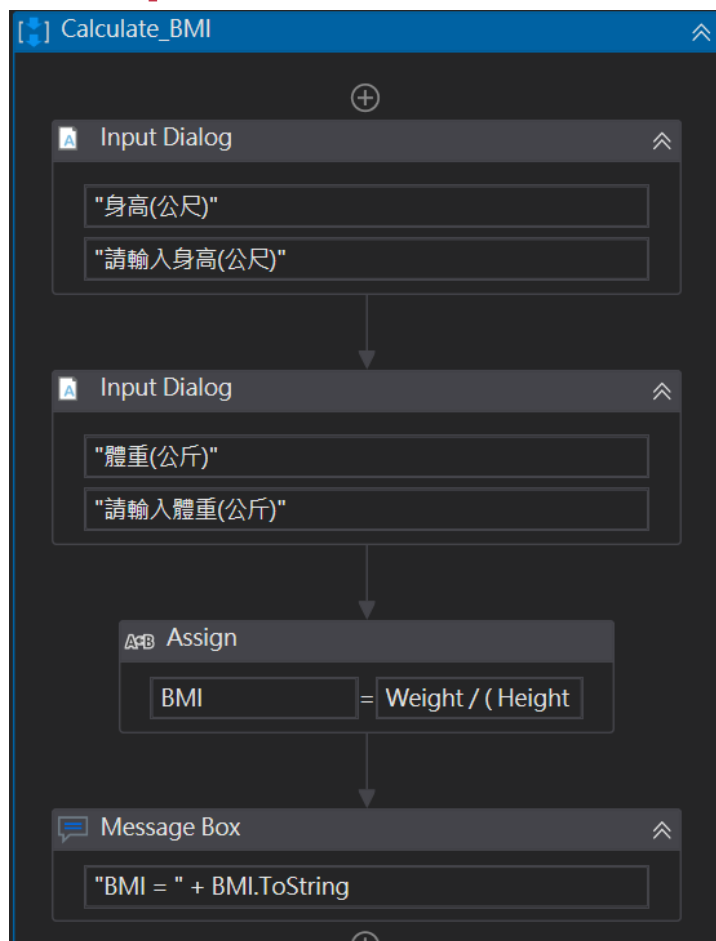 Calculate_BMI
Input Dialog
"身高(公尺)"
"請輸入身高(公尺)"
Input Dialog
"體重(公斤)"
"請輸入體重(公斤)"
A+B Assign
BMI = Weight / ( Height
Message Box
"BMI = " + BMI.ToString